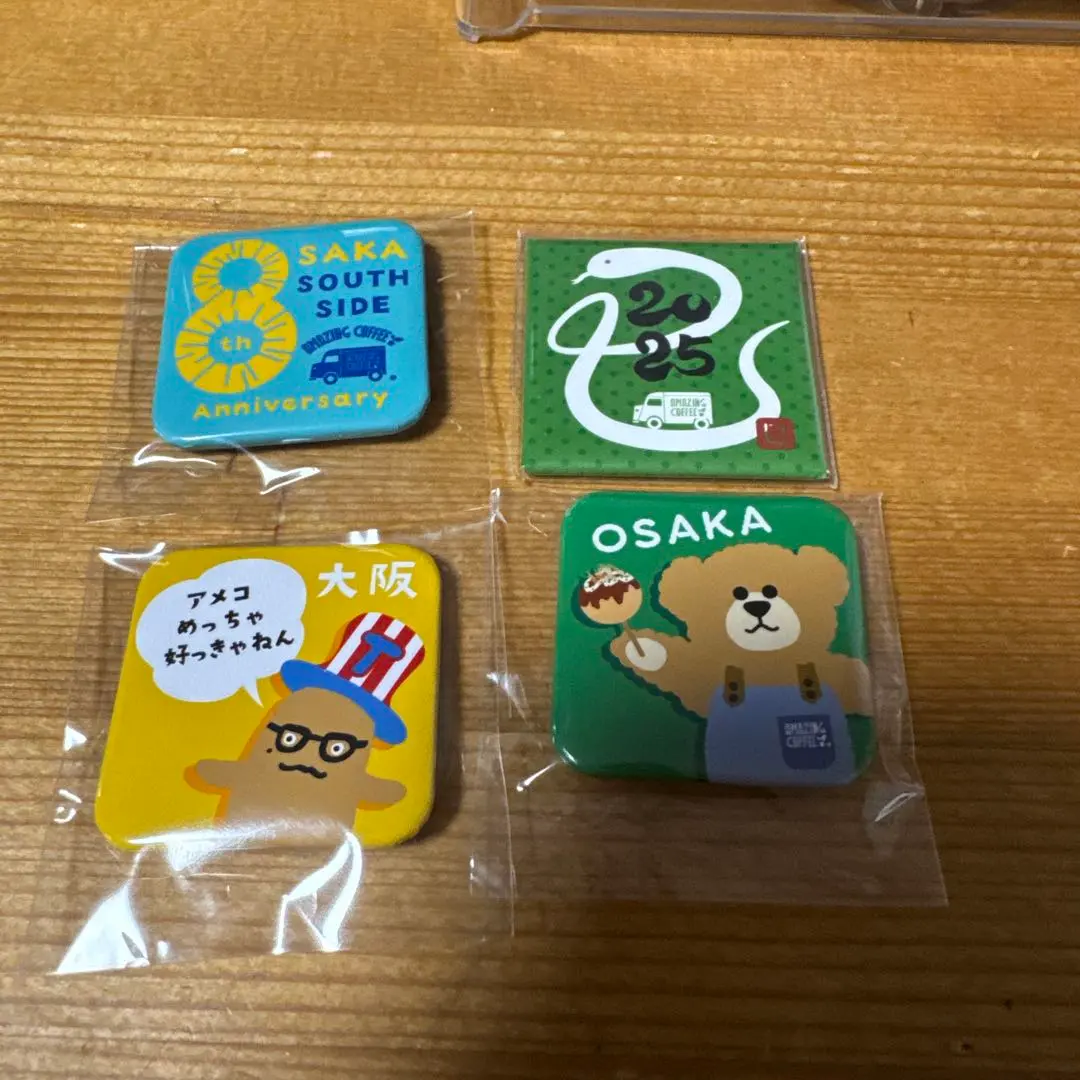 8 SAKA
SOUTH
SIDE
th
AMAZING COFFEE
Anniversary
20
25
AMAZING
COFFEE
大阪
アメコ
めっちゃ
好っきゃねん
T
OSAKA
AMAZING
COFFEE